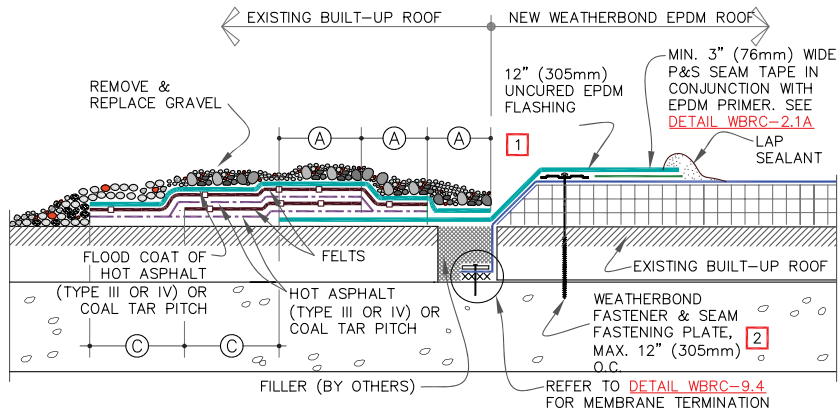 EXISTING BUILT-UP ROOF
NEW WEATHERBOND EPDM ROOF
REMOVE &
REPLACE GRAVEL
12" (305mm)
UNCURED EPDM
FLASHING
MIN. 3" (76mm) WIDE
P&S SEAM TAPE IN
CONJUNCTION WITH
EPDM PRIMER. SEE
DETAIL WBRC-2.1A
LAP
SEALANT
A
A
A
1
FLOOD COAT OF
HOT ASPHALT
(TYPE III OR IV) OR
COAL TAR PITCH
FELTS
HOT ASPHALT
(TYPE III OR IV) OR
COAL TAR PITCH
EXISTING BUILT-UP ROOF
WEATHERBOND
FASTENER & SEAM
FASTENING PLATE,
MAX. 12" (305mm)
O.C.
2
C
C
FILLER (BY OTHERS)
REFER TO DETAIL WBRC-9.4
FOR MEMBRANE TERMINATION